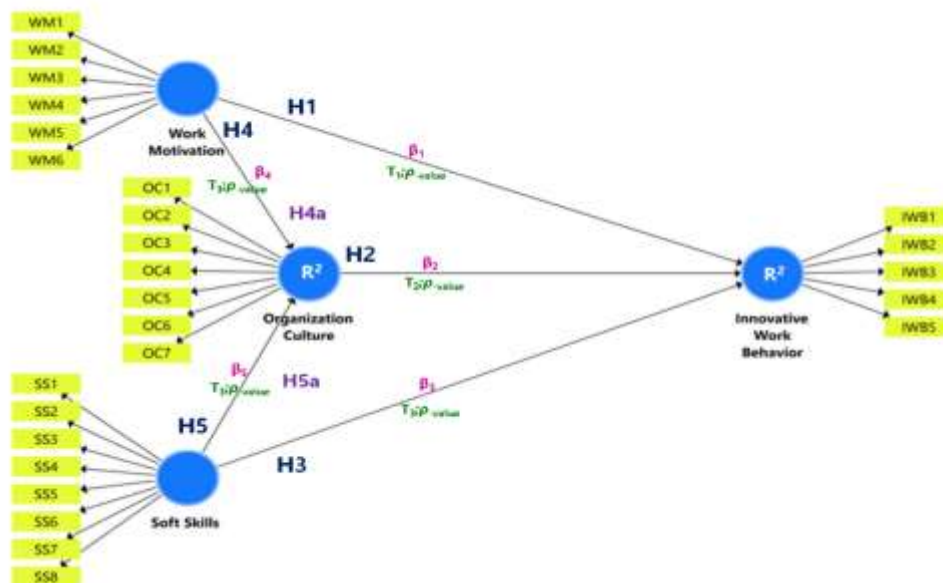 WM1
WM2
WM3
WM4
WM5
WM6
Work
Motivation
H1
H4
β₁
T₁;ρ-value
β₄
T₃;ρ-value
H4a
OC1
OC2
OC3
OC4
OC5
OC6
OC7
R²
Organization
Culture
H2
β₂
T₂;ρ-value
R²
Innovative
Work
Behavior
IWB1
IWB2
IWB3
IWB4
IWB5
β₅
T₃;ρ-value
H5a
β₃
T₃;ρ-value
H5
H3
SS1
SS2
SS3
SS4
SS5
SS6
SS7
SS8
Soft Skills